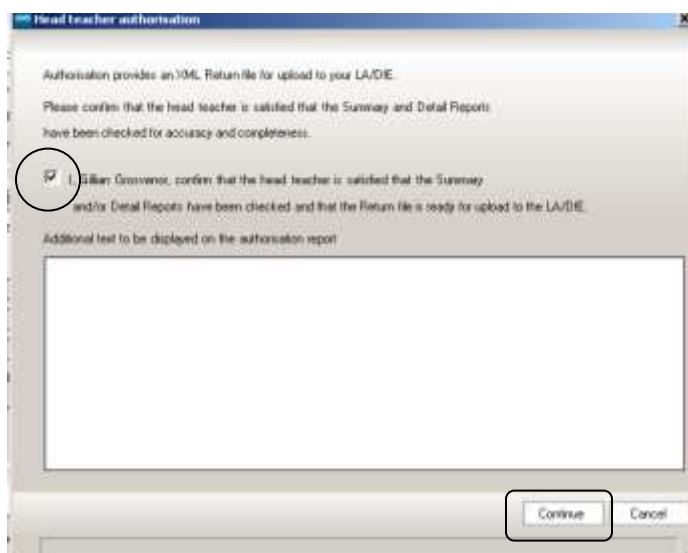 Head teacher authorisation
Authorisation provides an XML Return file for upload to your LA/DfE.
Please confirm that the head teacher is satisfied that the Summary and Detail Reports
have been checked for accuracy and completeness.
I, Gillian Grosvenor, confirm that the head teacher is satisfied that the Summary
and/or Detail Reports have been checked and that the Return file is ready for upload to the LA/DfE.
Additional text to be displayed on the authorisation report
Continue
Cancel